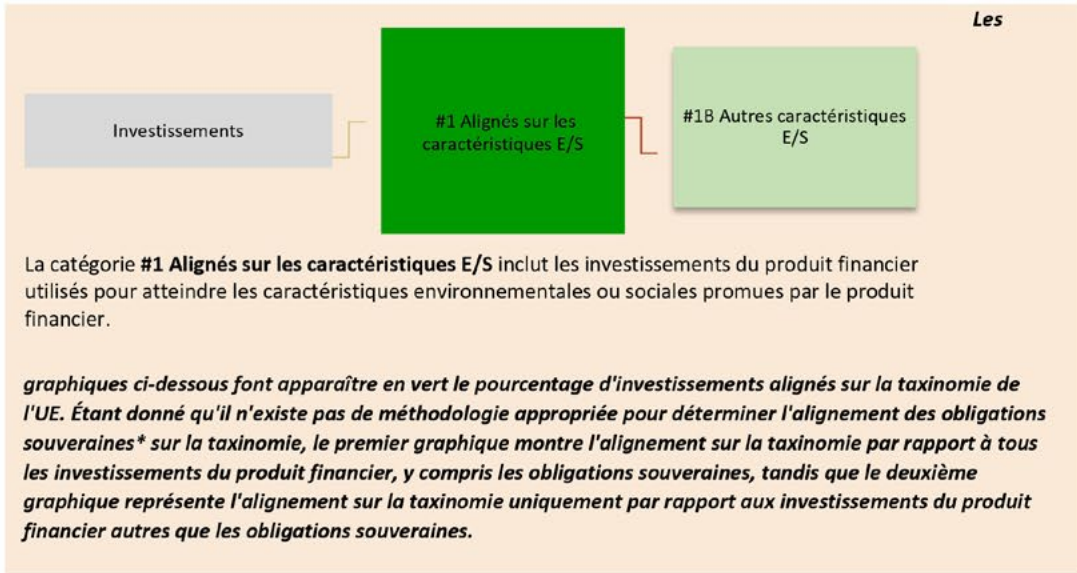 Les
Investissements
#1 Alignés sur les
caractéristiques E/S
#1B Autres caractéristiques
E/S
La catégorie #1 Alignés sur les caractéristiques E/S inclut les investissements du produit financier
utilisés pour atteindre les caractéristiques environnementales ou sociales promues par le produit
financier.
graphiques ci-dessous font apparaître en vert le pourcentage d'investissements alignés sur la taxinomie de
l'UE. Étant donné qu'il n'existe pas de méthodologie appropriée pour déterminer l'alignement des obligations
souveraines* sur la taxinomie, le premier graphique montre l'alignement sur la taxinomie par rapport à tous
les investissements du produit financier, y compris les obligations souveraines, tandis que le deuxième
graphique représente l'alignement sur la taxinomie uniquement par rapport aux investissements du produit
financier autres que les obligations souveraines.